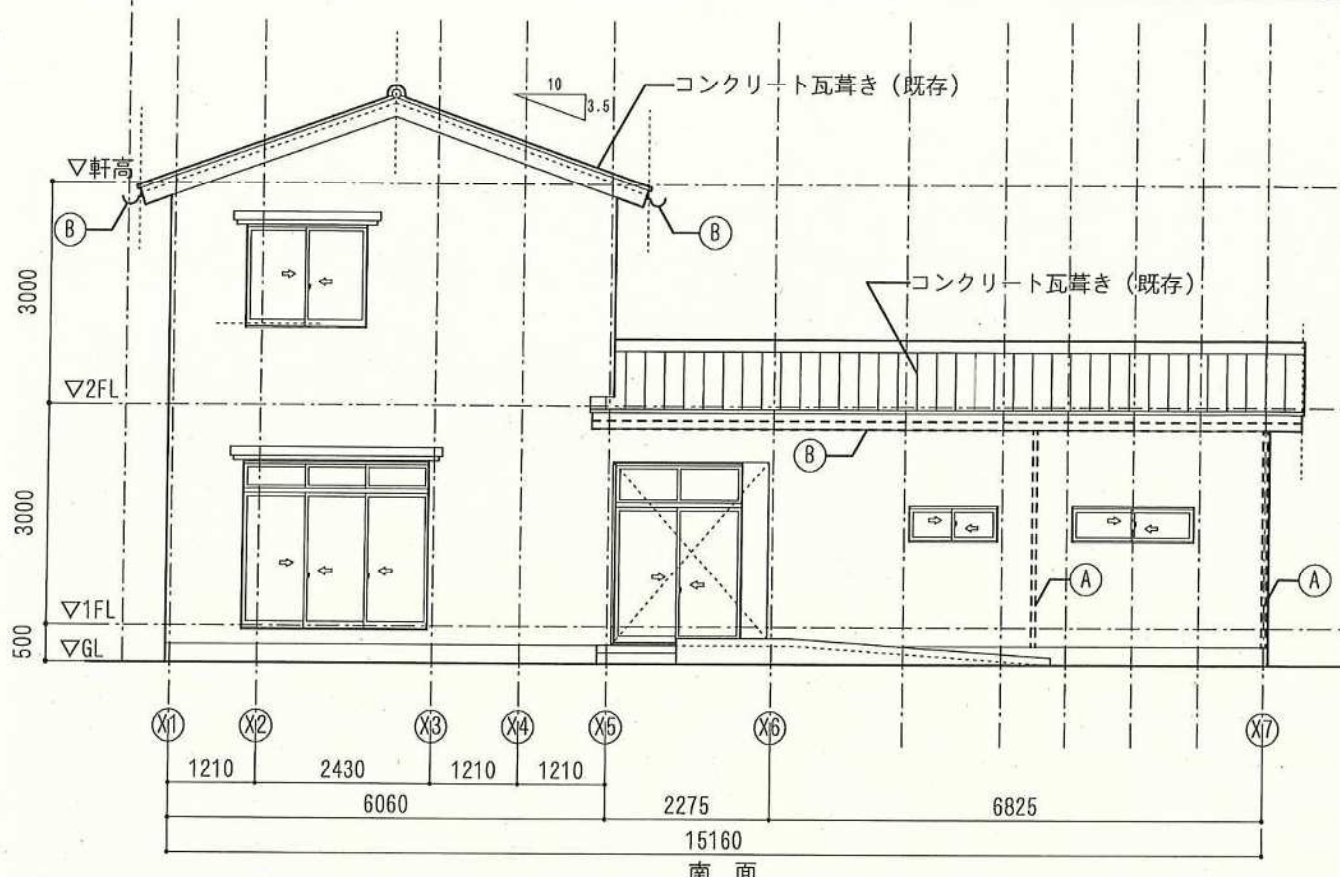 10
3.5
コンクリート瓦葺き（既存）
▽軒高
B
B
3000
コンクリート瓦葺き（既存）
▽2FL
B
3000
A
A
▽1FL
500
▽GL
X1 X2 X3 X4 X5 X6 X7
1210 2430 1210 1210
6060 2275 6825
15160
南 面